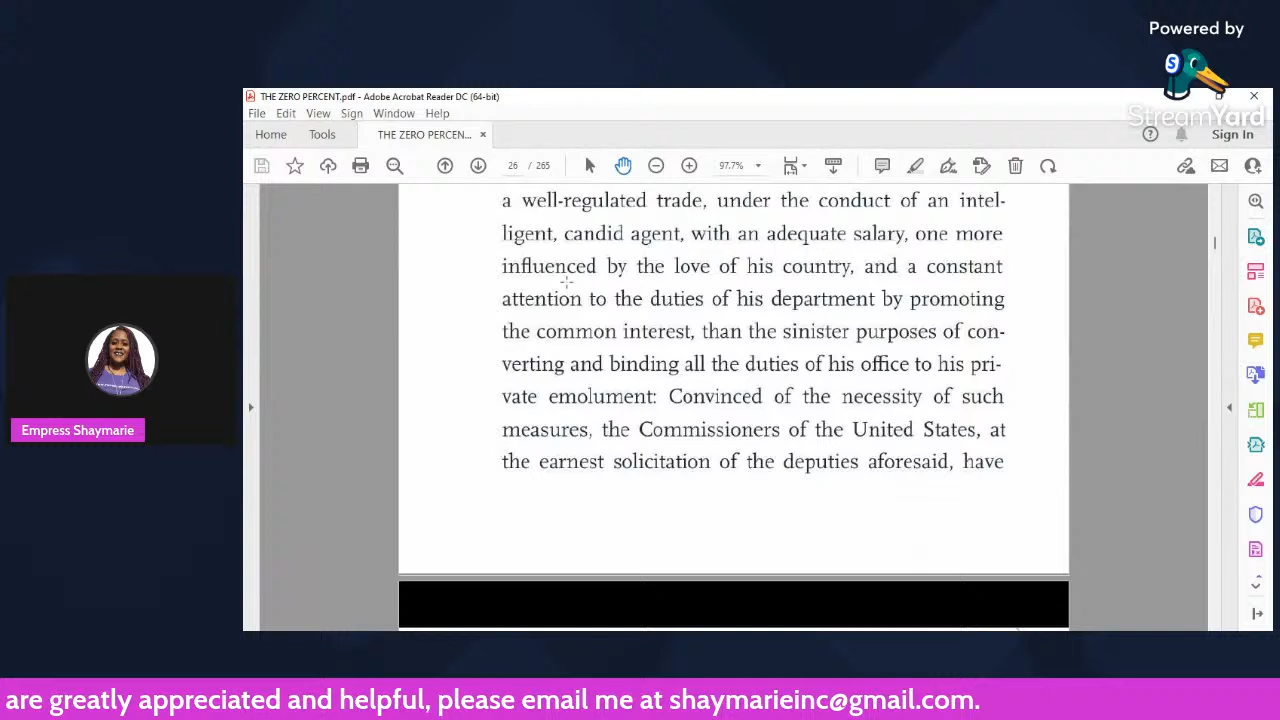 Powered by
StreamYard
THE ZERO PERCENT.pdf - Adobe Acrobat Reader DC (64-bit)
File Edit View Sign Window Help
Home Tools THE ZERO PERCEN... × Sign In
26 / 265 97.7%
a well-regulated trade, under the conduct of an intel-
ligent, candid agent, with an adequate salary, one more
influenced by the love of his country, and a constant
attention to the duties of his department by promoting
the common interest, than the sinister purposes of con-
verting and binding all the duties of his office to his pri-
vate emolument: Convinced of the necessity of such
measures, the Commissioners of the United States, at
the earnest solicitation of the deputies aforesaid, have
Empress Shaymarie
are greatly appreciated and helpful, please email me at shaymarieinc@gmail.com.